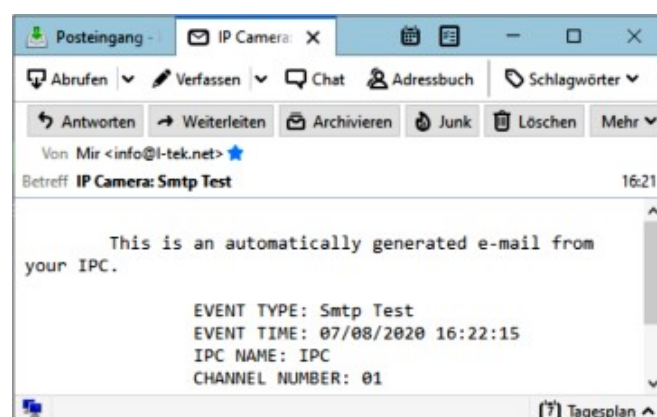 Posteingang -
IP Camera: X
Abrufen Verfassen Chat Adressbuch Schlagwörter
Antworten Weiterleiten Archivieren Junk Löschen Mehr
Von Mir <info@l-tek.net>
Betreff IP Camera: Smtp Test 16:21
This is an automatically generated e-mail from
your IPC.
EVENT TYPE: Smtp Test
EVENT TIME: 07/08/2020 16:22:15
IPC NAME: IPC
CHANNEL NUMBER: 01
7 Tagesplan